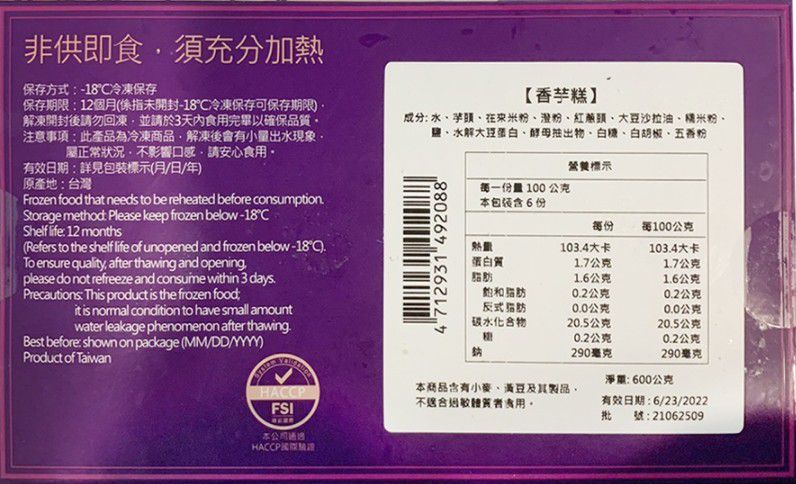 非供即食，須充分加熱
保存方式：-18℃冷凍保存
保存期限：12個月(係指未開封-18℃冷凍保存可保存期限)，
解凍開封後請勿回凍，並請於3天內食用完畢以確保品質。
注意事項：此產品為冷凍商品，解凍後會有小量出水現象，
屬正常狀況，不影響口感，請安心食用。
有效日期：詳見包裝標示(月/日/年)
原產地：台灣
Frozen food that needs to be reheated before consumption.
Storage method: Please keep frozen below -18℃
Shelf life: 12 months
(Refers to the shelf life of unopened and frozen below -18℃).
To ensure quality, after thawing and opening,
please do not refreeze and consume within 3 days.
Precautions: This product is the frozen food;
it is normal condition to have small amount
water leakage phenomenon after thawing.
Best before: shown on package (MM/DD/YYYY)
Product of Taiwan
System Validation
HACCP
FSI
本公司通過
HACCP國際驗證
【香芋糕】
成分: 水、芋頭、在來米粉、澄粉、紅蔥頭、大豆沙拉油、糯米粉、
鹽、水解大豆蛋白、酵母抽出物、白糖、白胡椒、五香粉
4 712931 492088
營養標示
每一份量 100 公克
本包裝含 6 份
每份 每100公克
熱量 103.4大卡 103.4大卡
蛋白質 1.7公克 1.7公克
脂肪 1.6公克 1.6公克
飽和脂肪 0.2公克 0.2公克
反式脂肪 0.0公克 0.0公克
碳水化合物 20.5公克 20.5公克
糖 0.2公克 0.2公克
鈉 290毫克 290毫克
本商品含有小麥、黃豆及其製品，
不適合過敏體質者食用。
淨重: 600公克
有效日期: 6/23/2022
批 號: 21062509